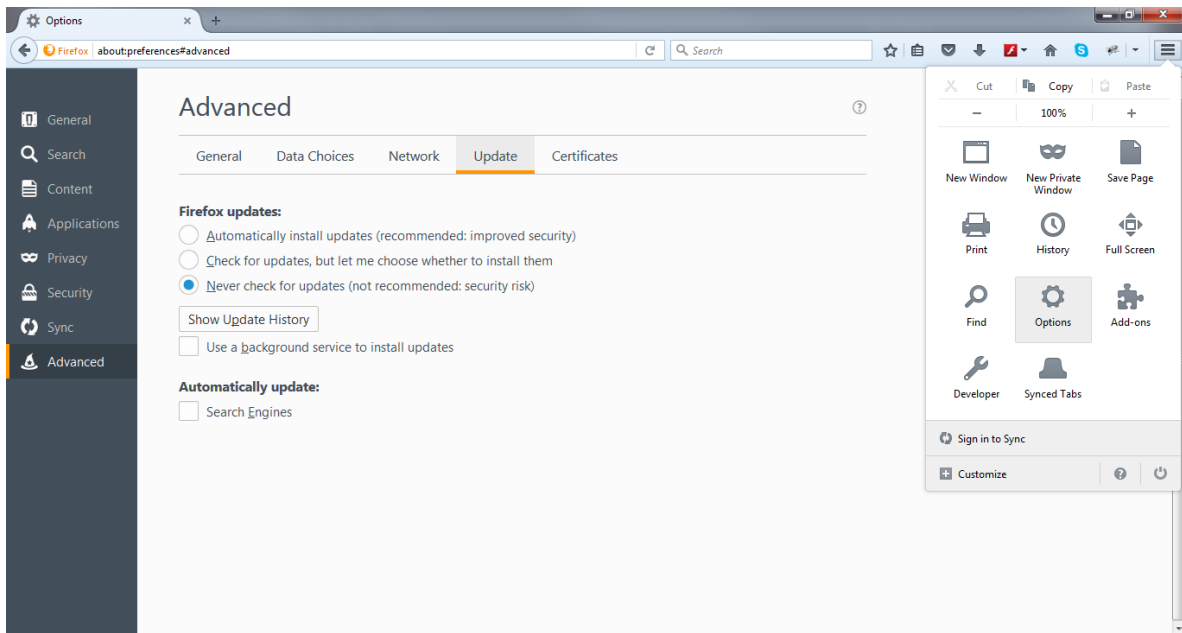 Options
Firefox about:preferences#advanced
Search
General
Search
Content
Applications
Privacy
Security
Sync
Advanced
Advanced
General Data Choices Network Update Certificates
Firefox updates:
Automatically install updates (recommended: improved security)
Check for updates, but let me choose whether to install them
Never check for updates (not recommended: security risk)
Show Update History
Use a background service to install updates
Automatically update:
Search Engines
Cut Copy Paste
− 100% +
New Window New Private Window Save Page
Print History Full Screen
Find Options Add-ons
Developer Synced Tabs
Sign in to Sync
Customize